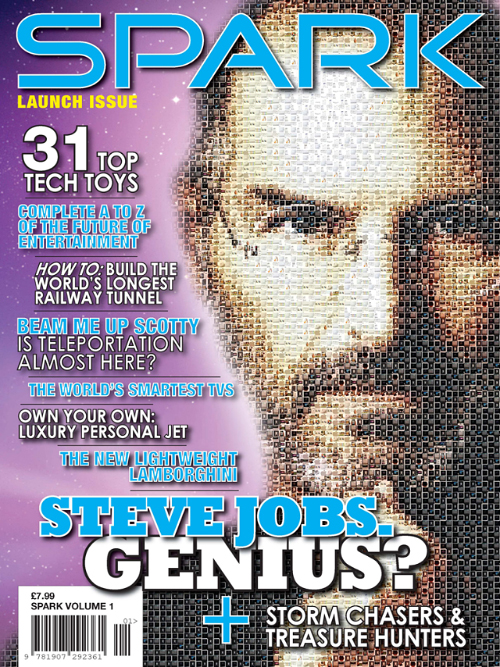 SPARK
LAUNCH ISSUE
31 TOP
TECH TOYS
COMPLETE A TO Z
OF THE FUTURE OF
ENTERTAINMENT
HOW TO: BUILD THE
WORLD'S LONGEST
RAILWAY TUNNEL
BEAM ME UP SCOTTY
IS TELEPORTATION
ALMOST HERE?
THE WORLD'S SMARTEST TVS
OWN YOUR OWN:
LUXURY PERSONAL JET
THE NEW LIGHTWEIGHT
LAMBORGHINI
STEVE JOBS.
GENIUS?
+ STORM CHASERS &
TREASURE HUNTERS
£7.99
SPARK VOLUME 1
01>
9 781907 292361